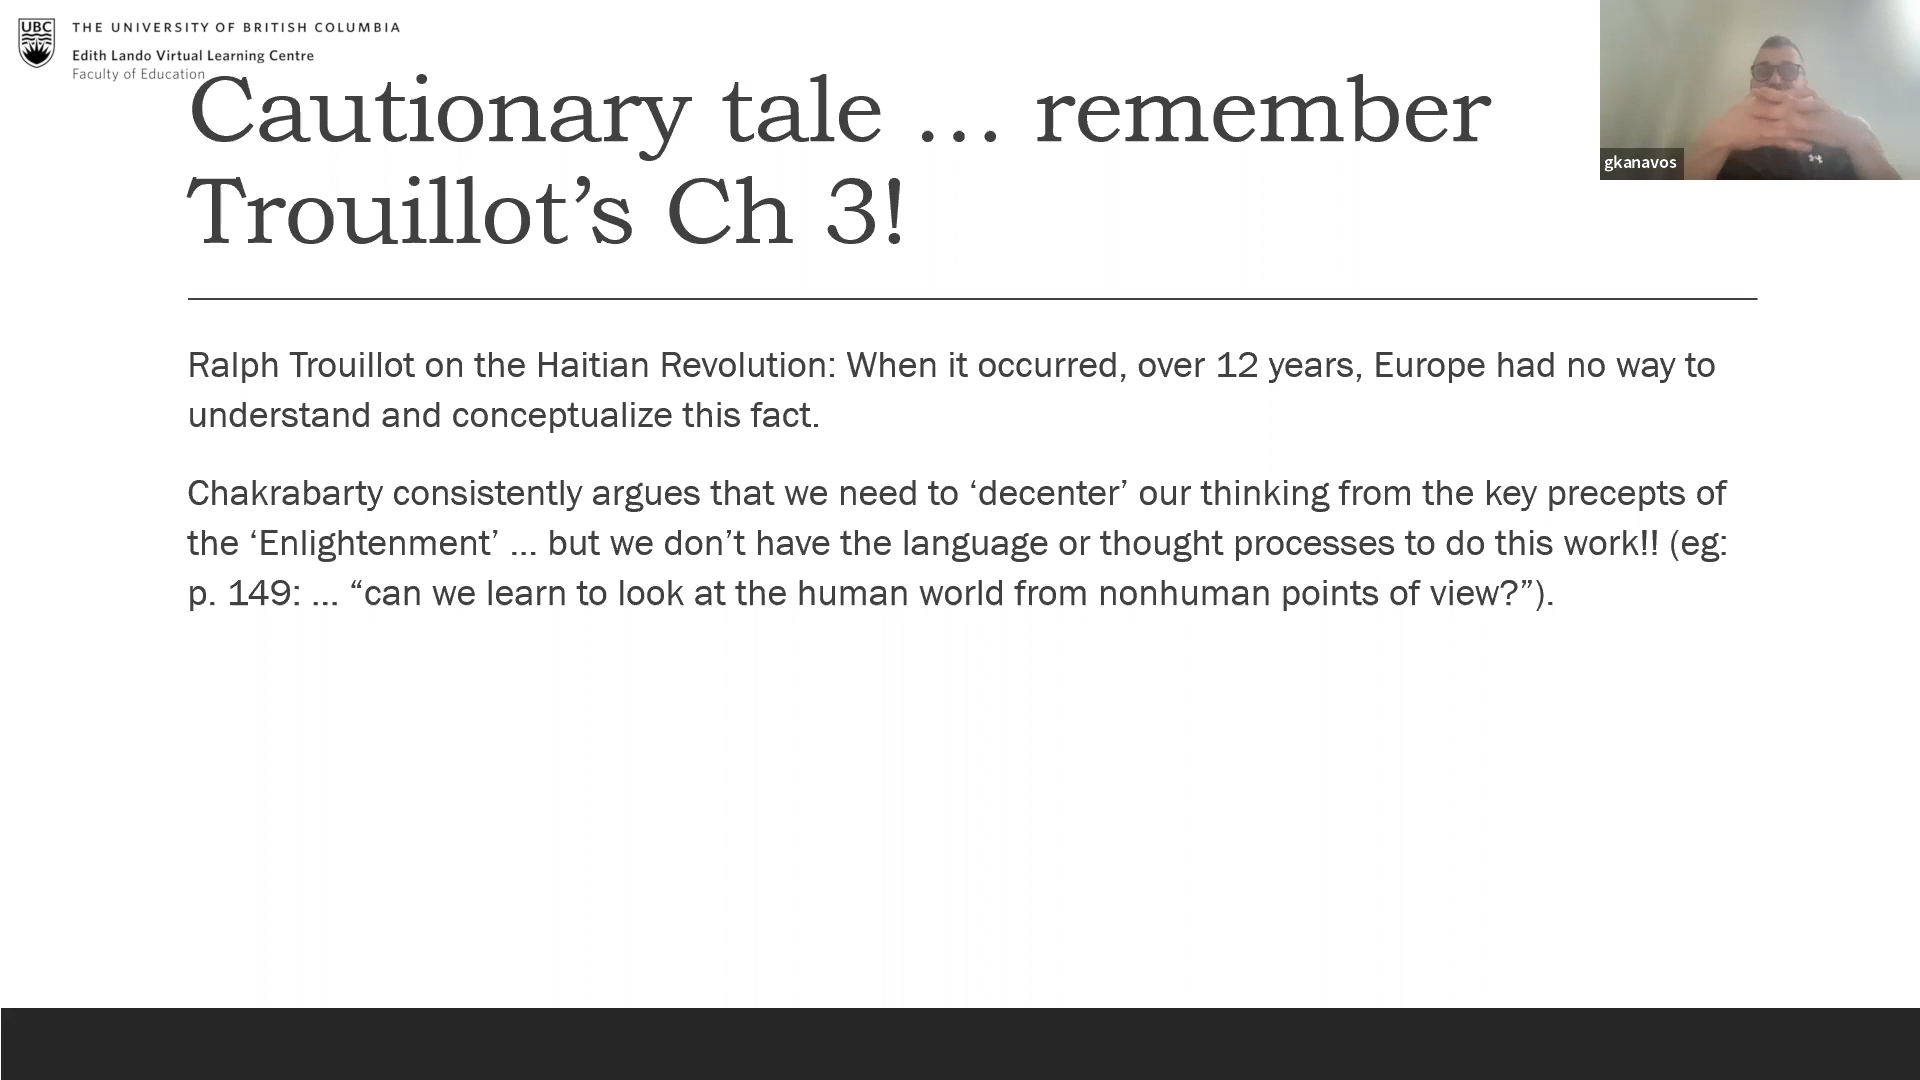 UBC
THE UNIVERSITY OF BRITISH COLUMBIA
Edith Lando Virtual Learning Centre
Faculty of Education
Cautionary tale … remember
Trouillot’s Ch 3!
gkanavos
Ralph Trouillot on the Haitian Revolution: When it occurred, over 12 years, Europe had no way to
understand and conceptualize this fact.
Chakrabarty consistently argues that we need to ‘decenter’ our thinking from the key precepts of
the ‘Enlightenment’ … but we don’t have the language or thought processes to do this work!! (eg:
p. 149: … “can we learn to look at the human world from nonhuman points of view?”).